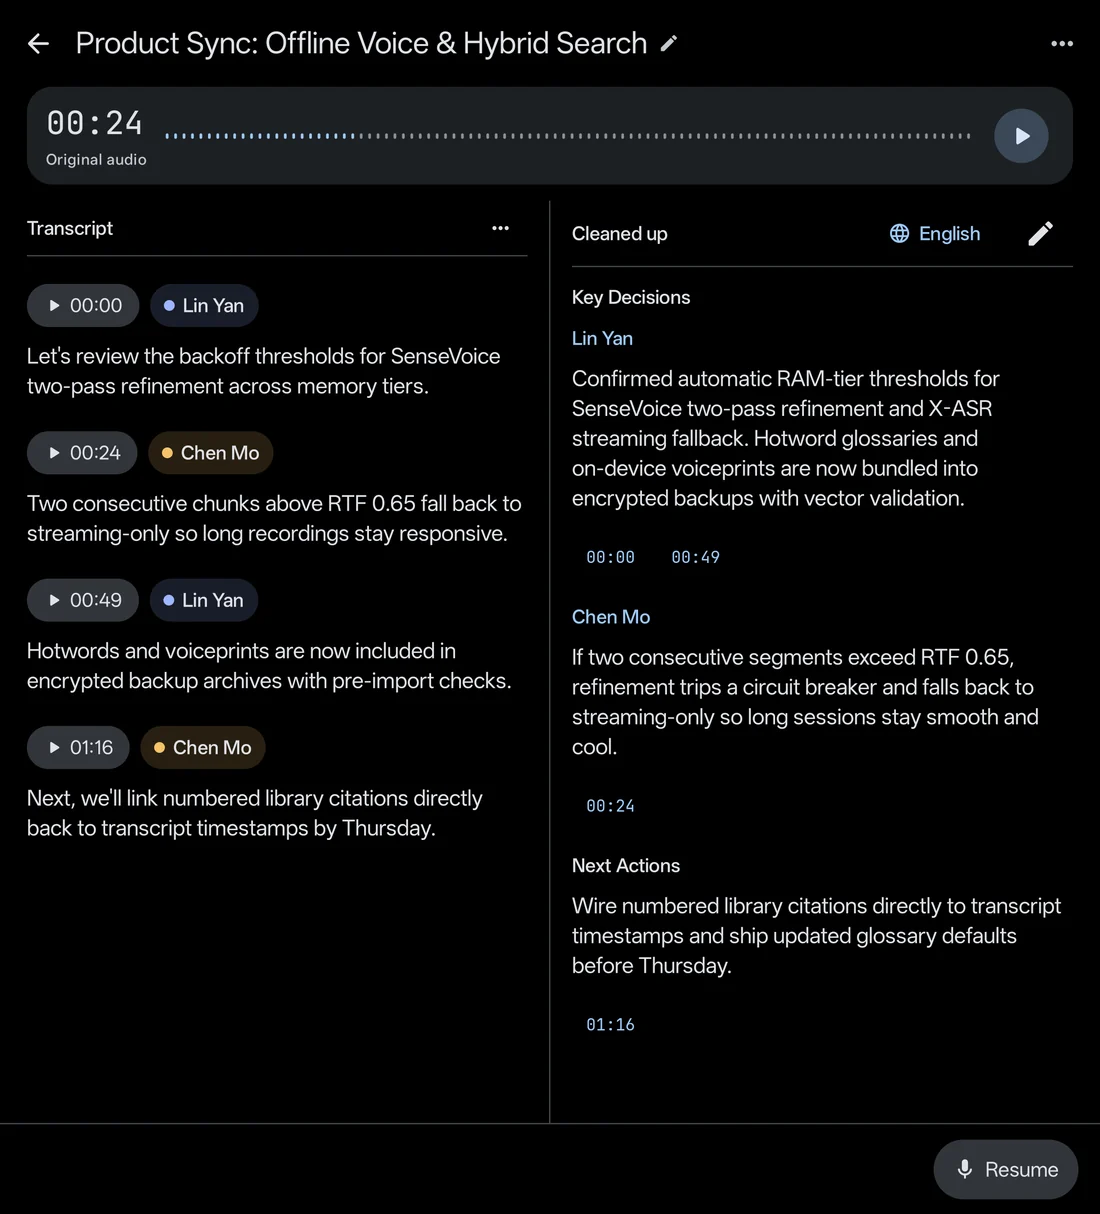 Product Sync: Offline Voice & Hybrid Search
00:24
Original audio
Transcript
00:00 Lin Yan
Let's review the backoff thresholds for SenseVoice
two-pass refinement across memory tiers.
00:24 Chen Mo
Two consecutive chunks above RTF 0.65 fall back to
streaming-only so long recordings stay responsive.
00:49 Lin Yan
Hotwords and voiceprints are now included in
encrypted backup archives with pre-import checks.
01:16 Chen Mo
Next, we'll link numbered library citations directly
back to transcript timestamps by Thursday.
Cleaned up English
Key Decisions
Lin Yan
Confirmed automatic RAM-tier thresholds for
SenseVoice two-pass refinement and X-ASR
streaming fallback. Hotword glossaries and
on-device voiceprints are now bundled into
encrypted backups with vector validation.
00:00 00:49
Chen Mo
If two consecutive segments exceed RTF 0.65,
refinement trips a circuit breaker and falls back to
streaming-only so long sessions stay smooth and
cool.
00:24
Next Actions
Wire numbered library citations directly to transcript
timestamps and ship updated glossary defaults
before Thursday.
01:16
Resume